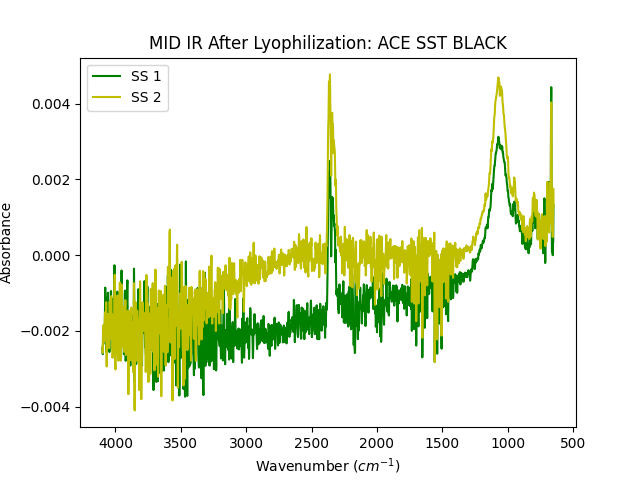 MID IR After Lyophilization: ACE SST BLACK
SS 1
SS 2
Absorbance
0.004
0.002
0.000
−0.002
−0.004
4000 3500 3000 2500 2000 1500 1000 500
Wavenumber (cm⁻¹)